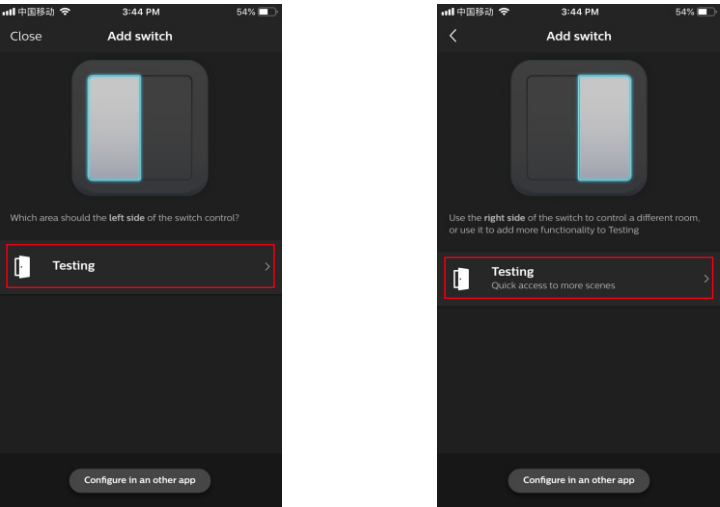 中国移动 3:44 PM 54%
Close Add switch
Which area should the left side of the switch control?
Testing
Configure in an other app
中国移动 3:44 PM 54%
Add switch
Use the right side of the switch to control a different room,
or use it to add more functionality to Testing
Testing
Quick access to more scenes
Configure in an other app